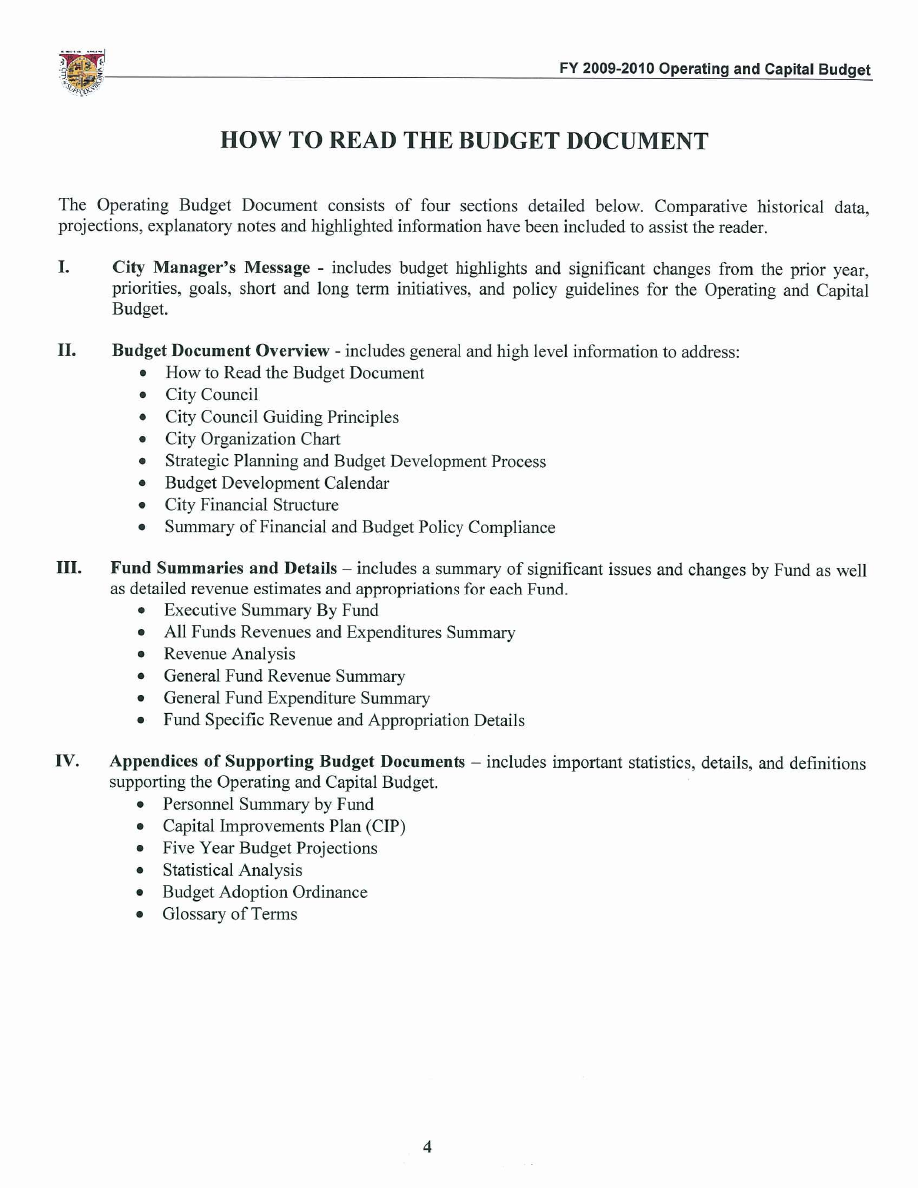 FY 2009-2010 Operating and Capital Budget
HOW TO READ THE BUDGET DOCUMENT
The Operating Budget Document consists of four sections detailed below. Comparative historical data,
projections, explanatory notes and highlighted information have been included to assist the reader.
I. City Manager's Message - includes budget highlights and significant changes from the prior year,
priorities, goals, short and long term initiatives, and policy guidelines for the Operating and Capital
Budget.
II. Budget Document Overview - includes general and high level information to address:
• How to Read the Budget Document
• City Council
• City Council Guiding Principles
• City Organization Chart
• Strategic Planning and Budget Development Process
• Budget Development Calendar
• City Financial Structure
• Summary of Financial and Budget Policy Compliance
III. Fund Summaries and Details – includes a summary of significant issues and changes by Fund as well
as detailed revenue estimates and appropriations for each Fund.
• Executive Summary By Fund
• All Funds Revenues and Expenditures Summary
• Revenue Analysis
• General Fund Revenue Summary
• General Fund Expenditure Summary
• Fund Specific Revenue and Appropriation Details
IV. Appendices of Supporting Budget Documents – includes important statistics, details, and definitions
supporting the Operating and Capital Budget.
• Personnel Summary by Fund
• Capital Improvements Plan (CIP)
• Five Year Budget Projections
• Statistical Analysis
• Budget Adoption Ordinance
• Glossary of Terms
4